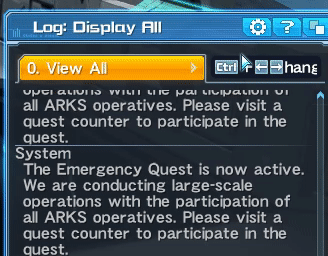 Log: Display All
?
0. View All
Ctrl + ←→ hang
operations with the participation of
all ARKS operatives. Please visit a
quest counter to participate in the
quest.
System
The Emergency Quest is now active.
We are conducting large-scale
operations with the participation of
all ARKS operatives. Please visit a
quest counter to participate in the
quest.